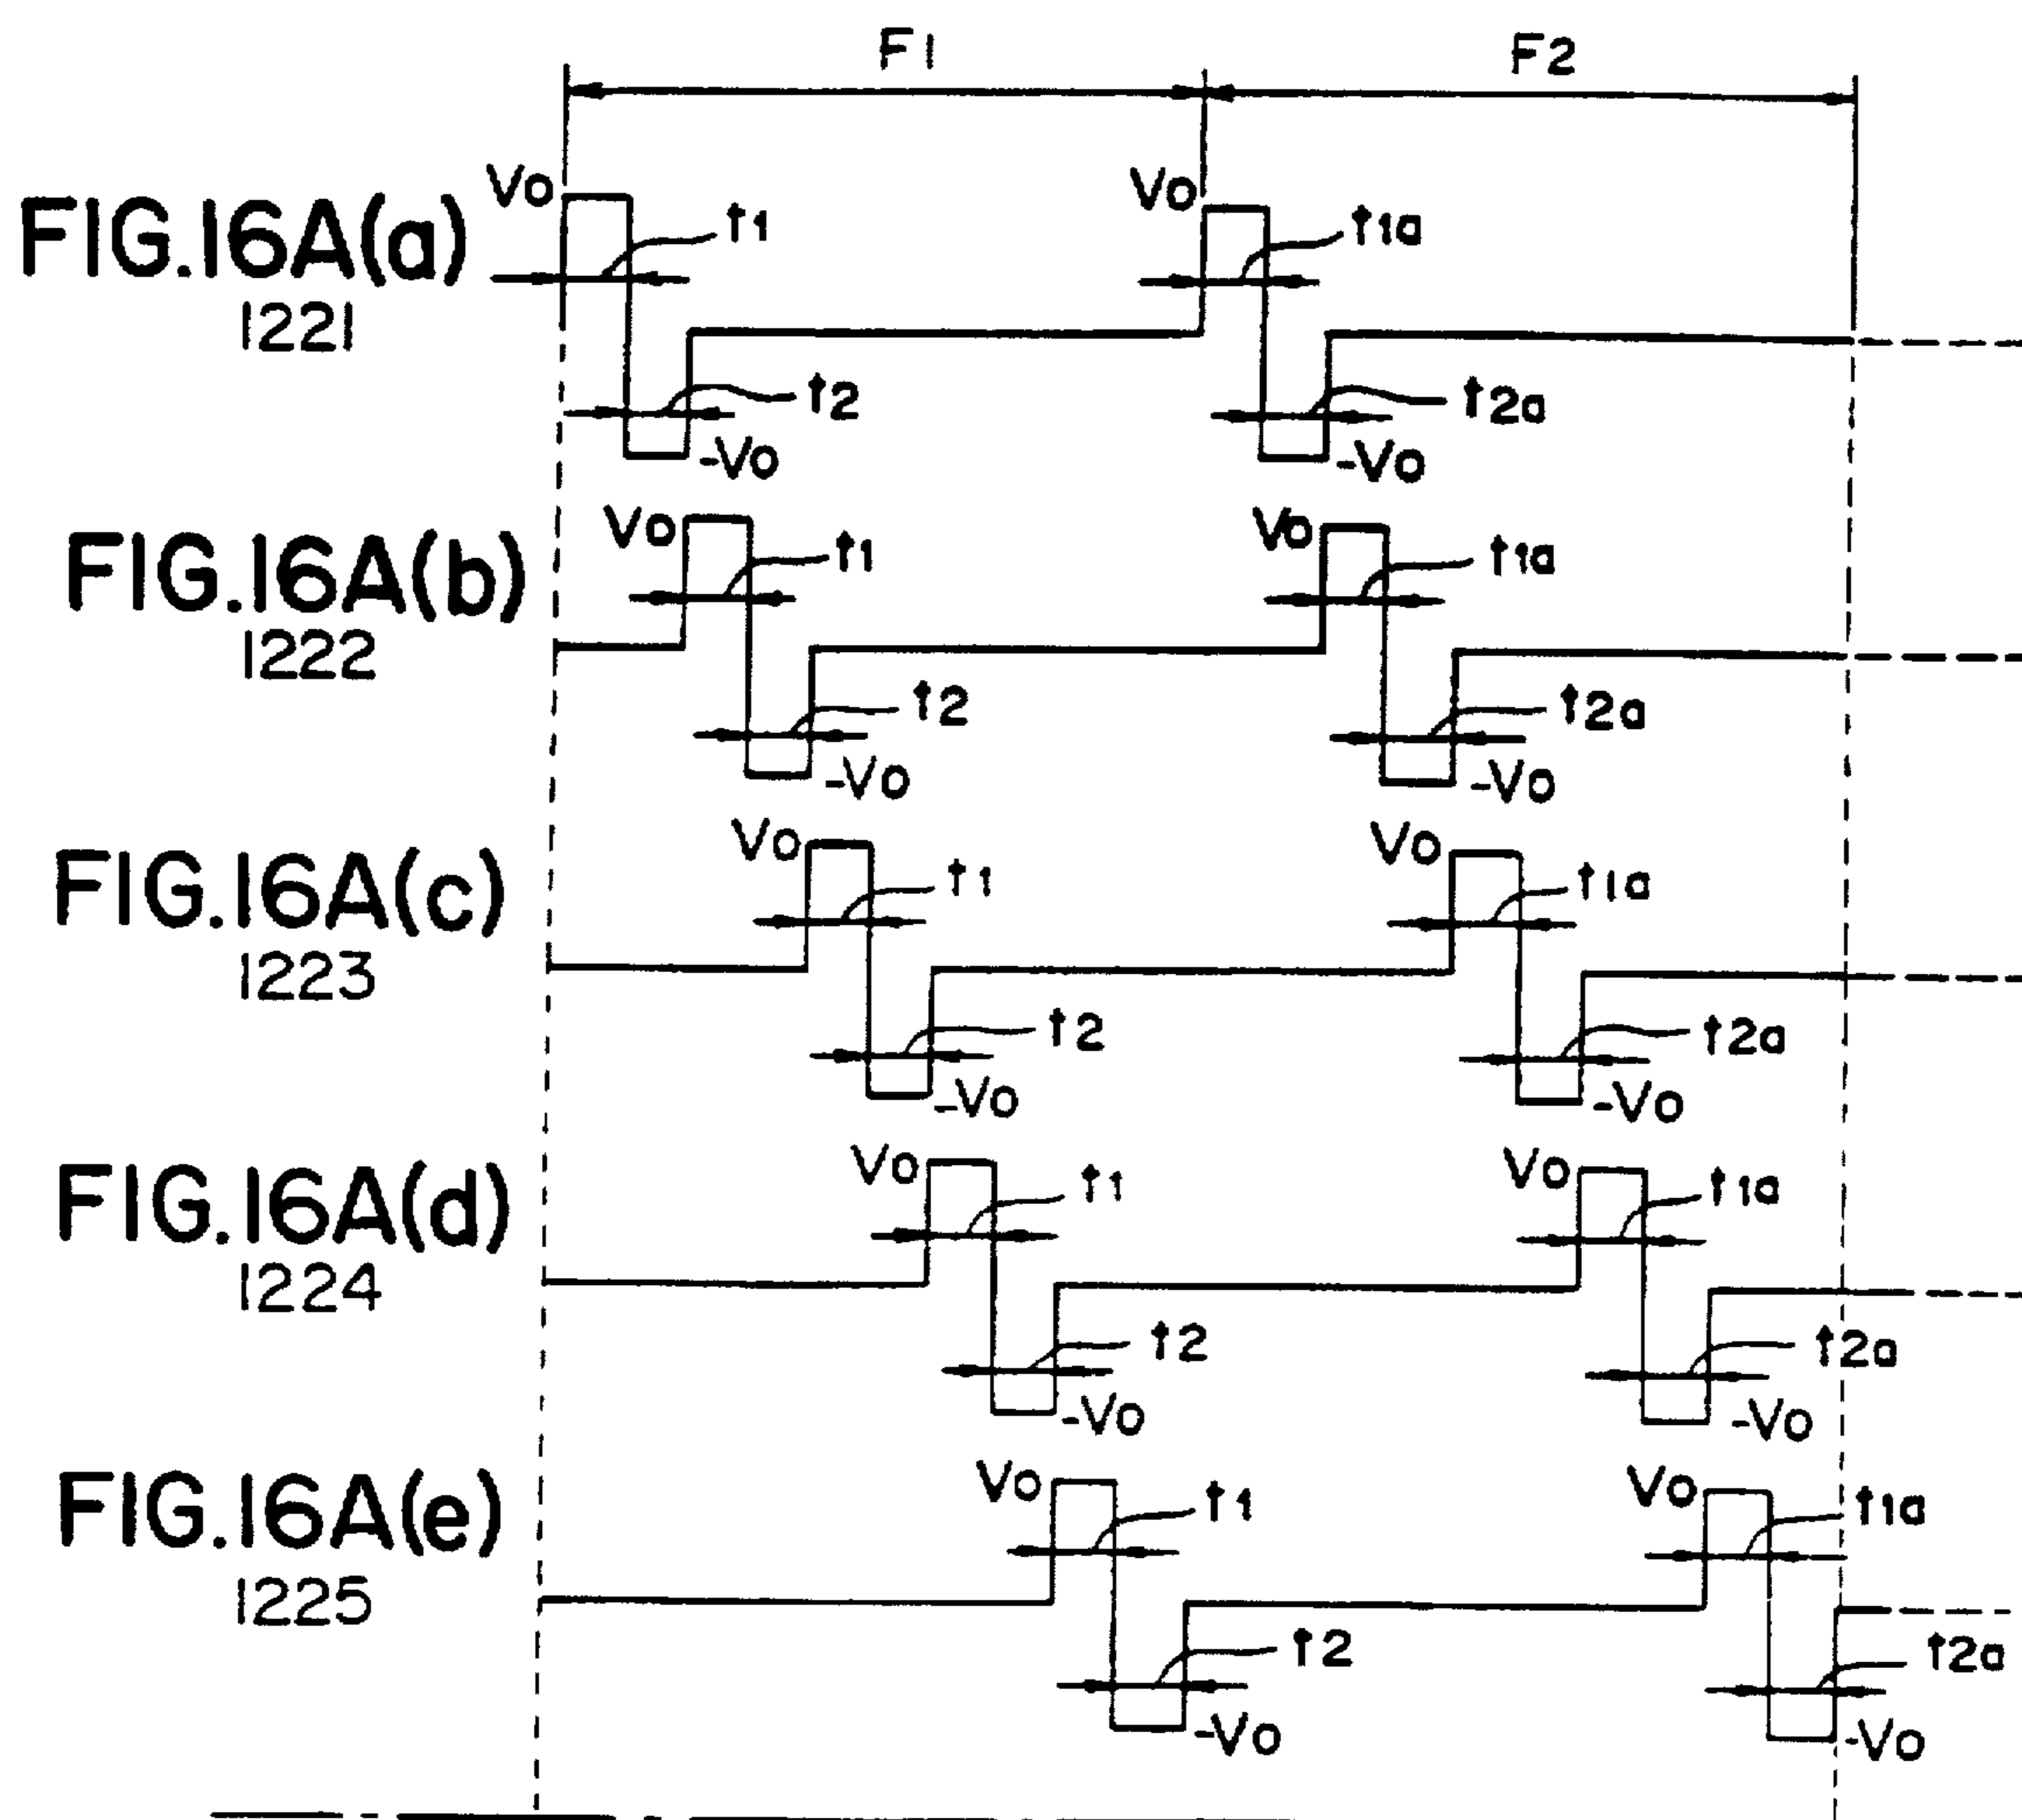 F1 F2
FIG.16A(a) Vo t1 Vo t1a
1221
t2 t2a
-Vo -Vo
FIG.16A(b) Vo t1 Vo t1a
1222
t2 t2a
-Vo -Vo
FIG.16A(c) Vo t1 Vo t1a
1223
t2 t2a
-Vo -Vo
FIG.16A(d) Vo t1 Vo t1a
1224
t2 t2a
-Vo -Vo
FIG.16A(e) Vo t1 Vo t1a
1225
t2 t2a
-Vo -Vo